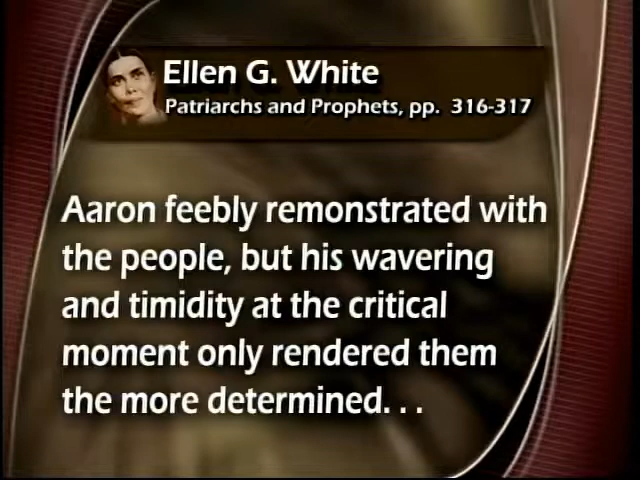 Ellen G. White
Patriarchs and Prophets, pp. 316-317
Aaron feebly remonstrated with
the people, but his wavering
and timidity at the critical
moment only rendered them
the more determined. . .